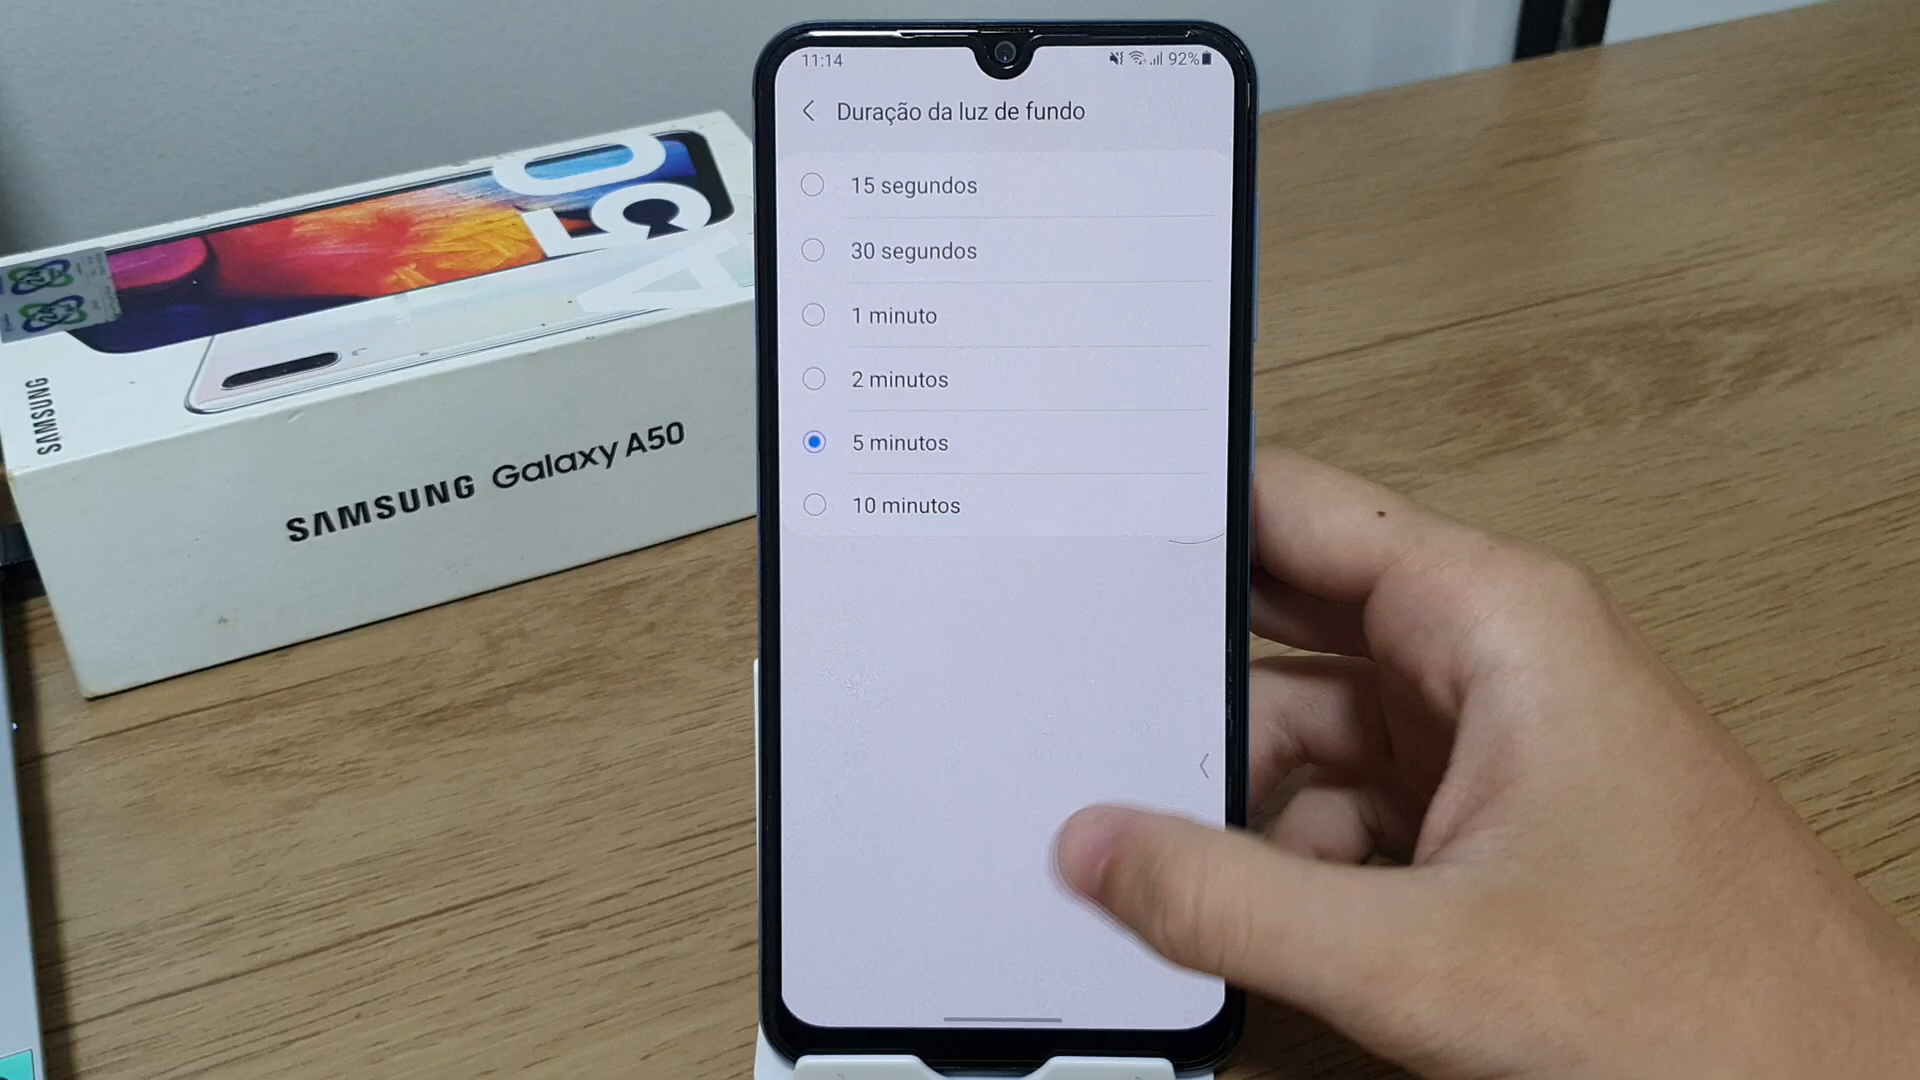 11:14
92%
Duração da luz de fundo
15 segundos
30 segundos
1 minuto
2 minutos
5 minutos
10 minutos
A50
SAMSUNG
SAMSUNG Galaxy A50